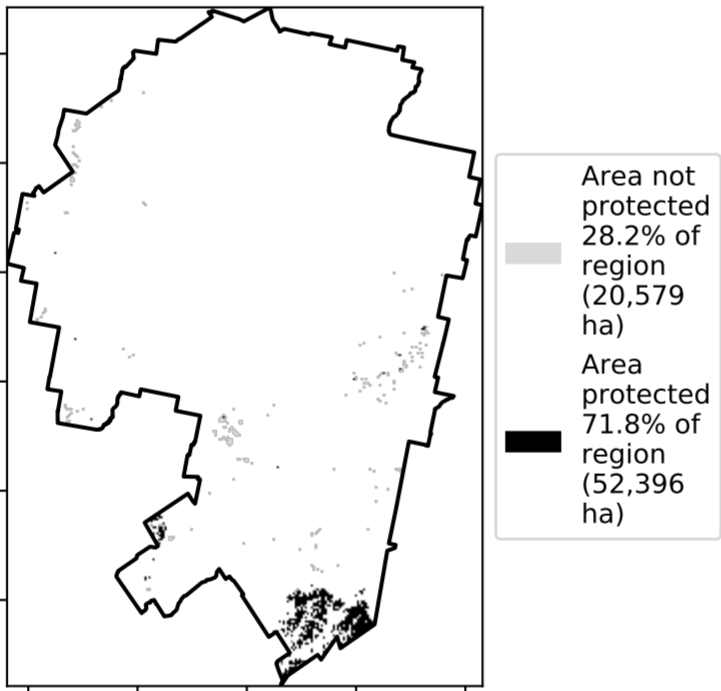 Area not
protected
28.2% of
region
(20,579
ha)
Area
protected
71.8% of
region
(52,396
ha)